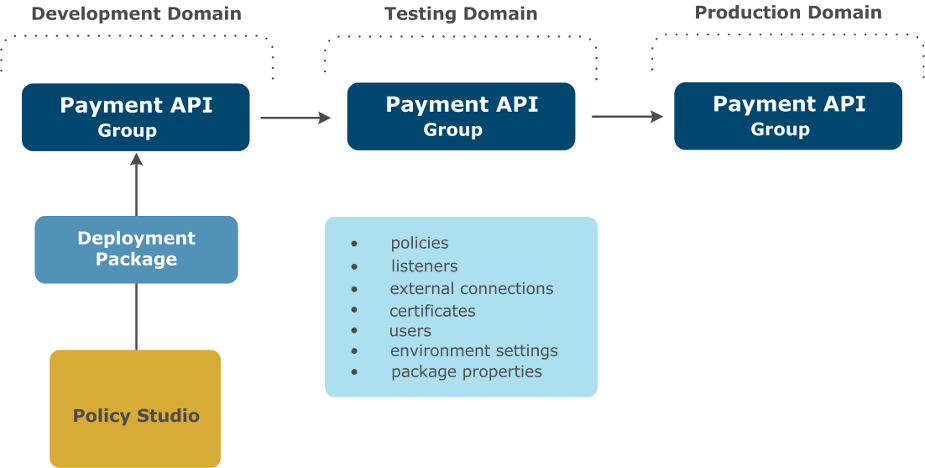 Development Domain
Testing Domain
Production Domain
Payment API
Group
Payment API
Group
Payment API
Group
Deployment
Package
Policy Studio
• policies
• listeners
• external connections
• certificates
• users
• environment settings
• package properties